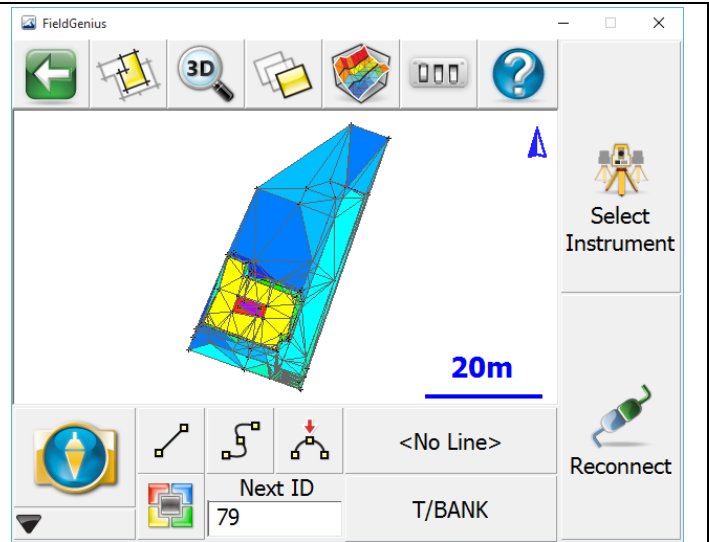 FieldGenius
3D
20m
Select
Instrument
Reconnect
<No Line>
Next ID
79
T/BANK